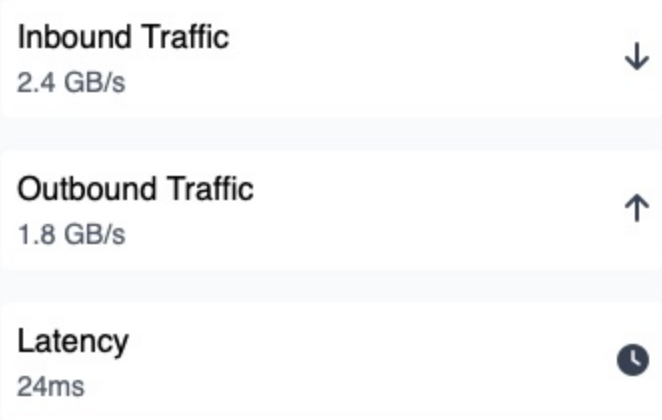 Inbound Traffic
2.4 GB/s
Outbound Traffic
1.8 GB/s
Latency
24ms